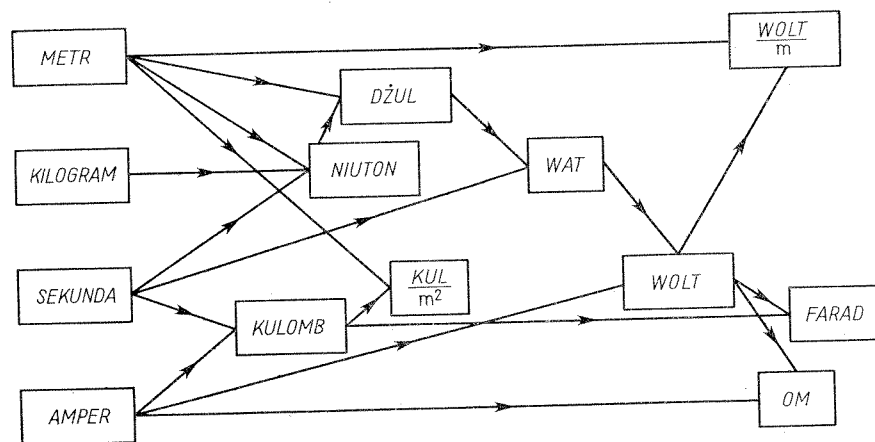 METR
WOLT
m
DŻUL
KILOGRAM
NIUTON
WAT
SEKUNDA
KUL
m²
WOLT
KULOMB
FARAD
AMPER
OM